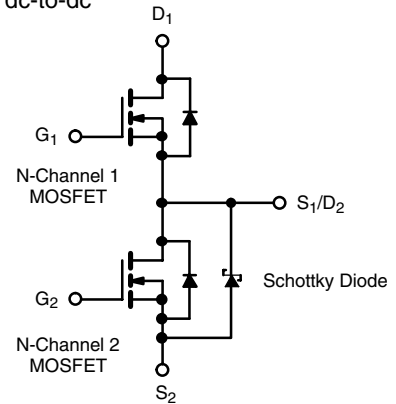 dc-to-dc
D1
G1
N-Channel 1
MOSFET
S1/D2
Schottky Diode
G2
N-Channel 2
MOSFET
S2